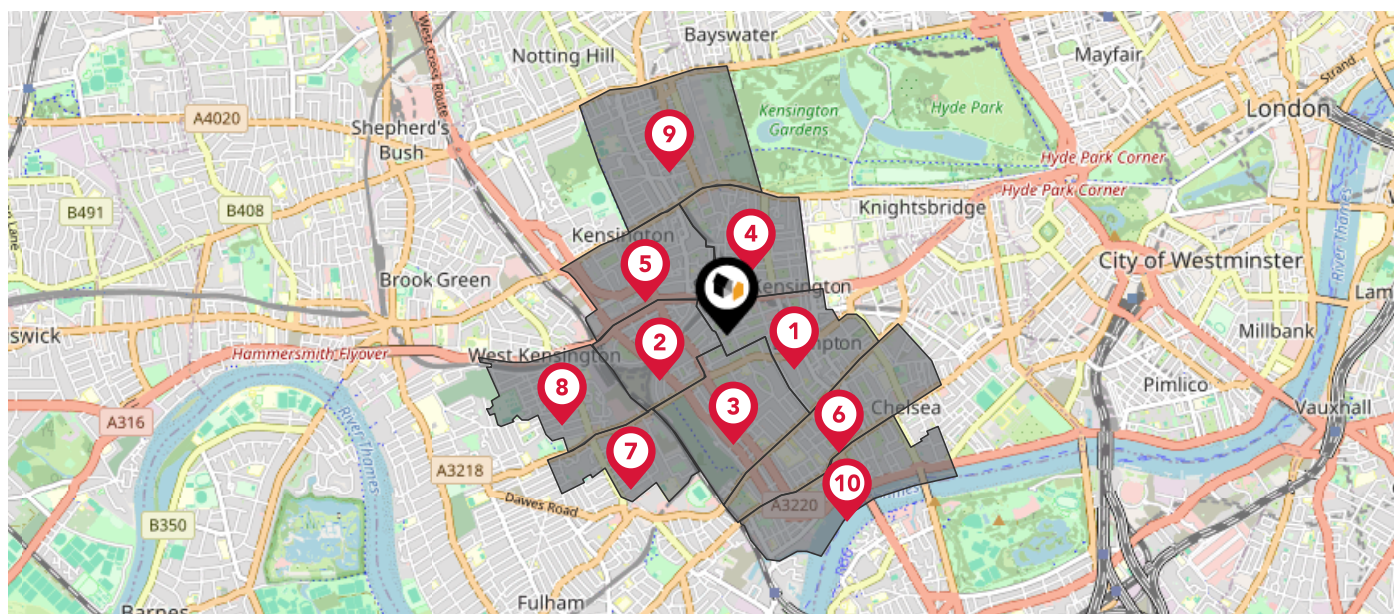 Bayswater
Notting Hill
Mayfair
West Cross Route
Strand
London
Kensington
Gardens
Hyde Park
A4020
Shepherd's
Bush
9
Hyde Park Corner
Hyde Park Corner
B491
B408
Knightsbridge
Lane
Kensington
4
River Thames
5
City of Westminster
Brook Green
Kensington
Lam
swick
1
2
mpton
Millbank
Hammersmith Flyover
West Kensington
8
Pimlico
3
6
Chelsea
Vauxhall
A316
River Thames
7
A3218
10
mes
Dawes Road
A3220
B350
Fulham
Barnes